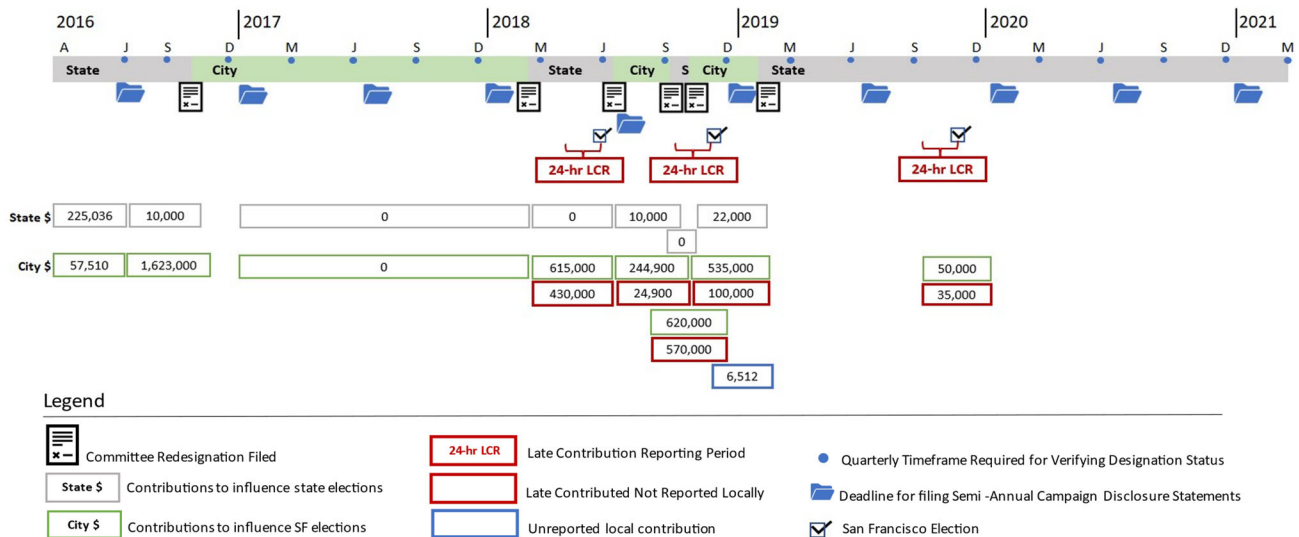 2016 2017 2018 2019 2020 2021
A J S D M J S D M J S D M J S D M J S D M
State City State City S City State
24-hr LCR 24-hr LCR 24-hr LCR
State $ 225,036 10,000 0 0 10,000 22,000
0
City $ 57,510 1,623,000 0 615,000 244,900 535,000 50,000
430,000 24,900 100,000 35,000
620,000
570,000
6,512
Legend
Committee Redesignation Filed
State $ Contributions to influence state elections
City $ Contributions to influence SF elections
24-hr LCR Late Contribution Reporting Period
Late Contributed Not Reported Locally
Unreported local contribution
Quarterly Timeframe Required for Verifying Designation Status
Deadline for filing Semi -Annual Campaign Disclosure Statements
San Francisco Election